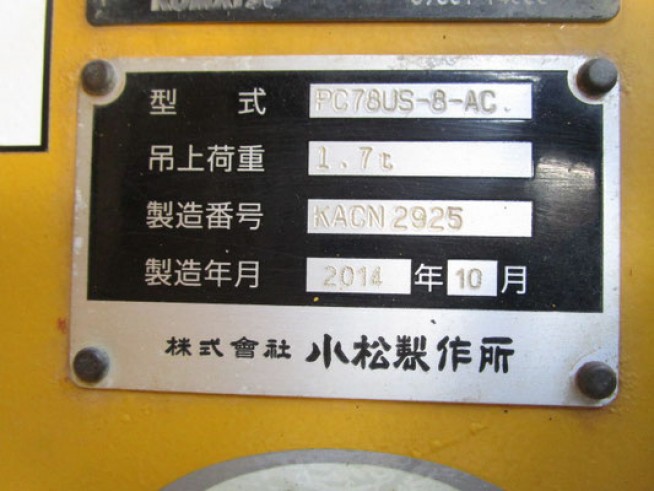 KOMATSU
型 式 PC78US-8-AC
吊上荷重 1.7t
製造番号 KACN 2925
製造年月 2014 年 10 月
株式會社 小松製作所